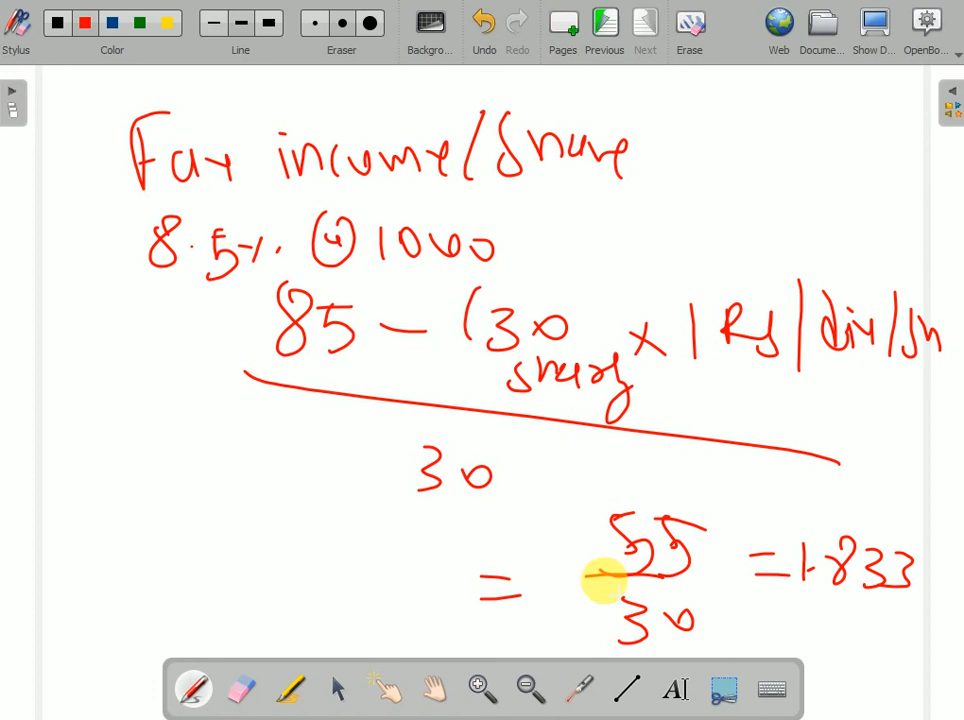 Stylus
Color
Line
Eraser
Backgro...
Undo
Redo
Pages
Previous
Next
Erase
Web
Docume...
Show D...
OpenBo...
Fav income/Share
8.5%. @ 1000
85 - (30 shares × 1 Rs/div/sh
30
= 55/30 = 1.833